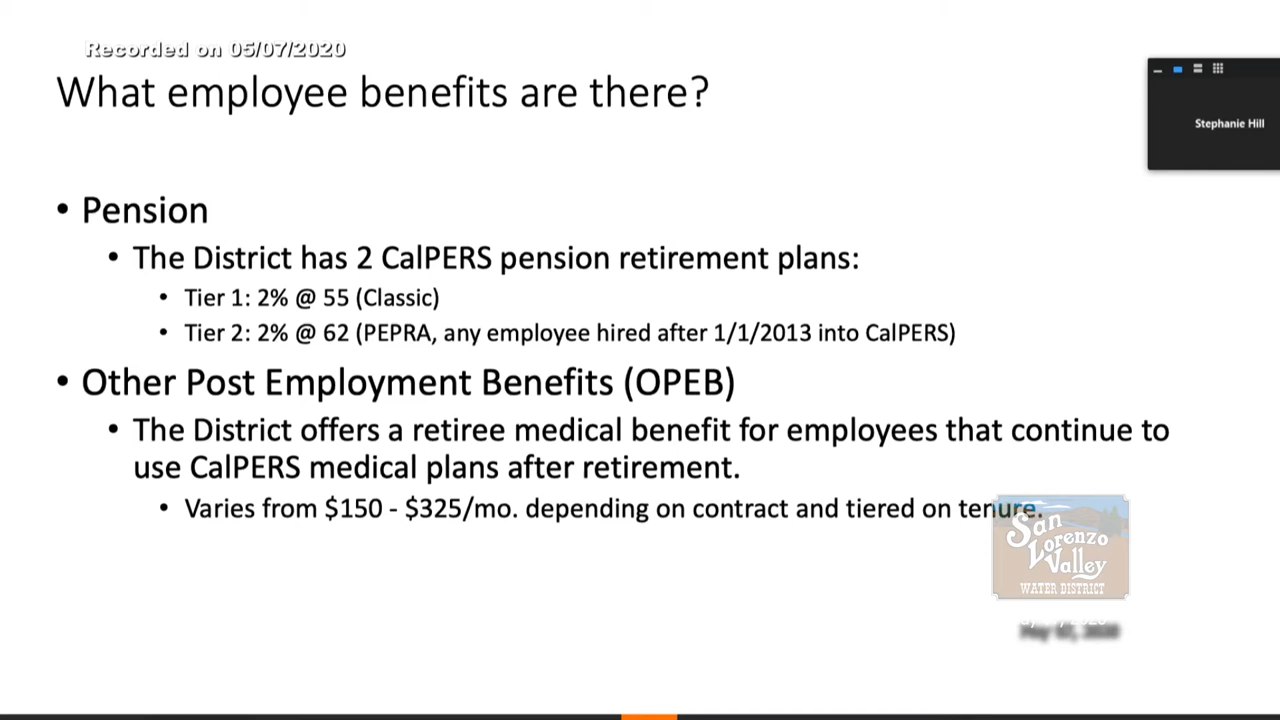 Recorded on 05/07/2020
What employee benefits are there?
Stephanie Hill
• Pension
• The District has 2 CalPERS pension retirement plans:
• Tier 1: 2% @ 55 (Classic)
• Tier 2: 2% @ 62 (PEPRA, any employee hired after 1/1/2013 into CalPERS)
• Other Post Employment Benefits (OPEB)
• The District offers a retiree medical benefit for employees that continue to
use CalPERS medical plans after retirement.
• Varies from $150 - $325/mo. depending on contract and tiered on tenure.
San
Lorenzo
Valley
WATER DISTRICT